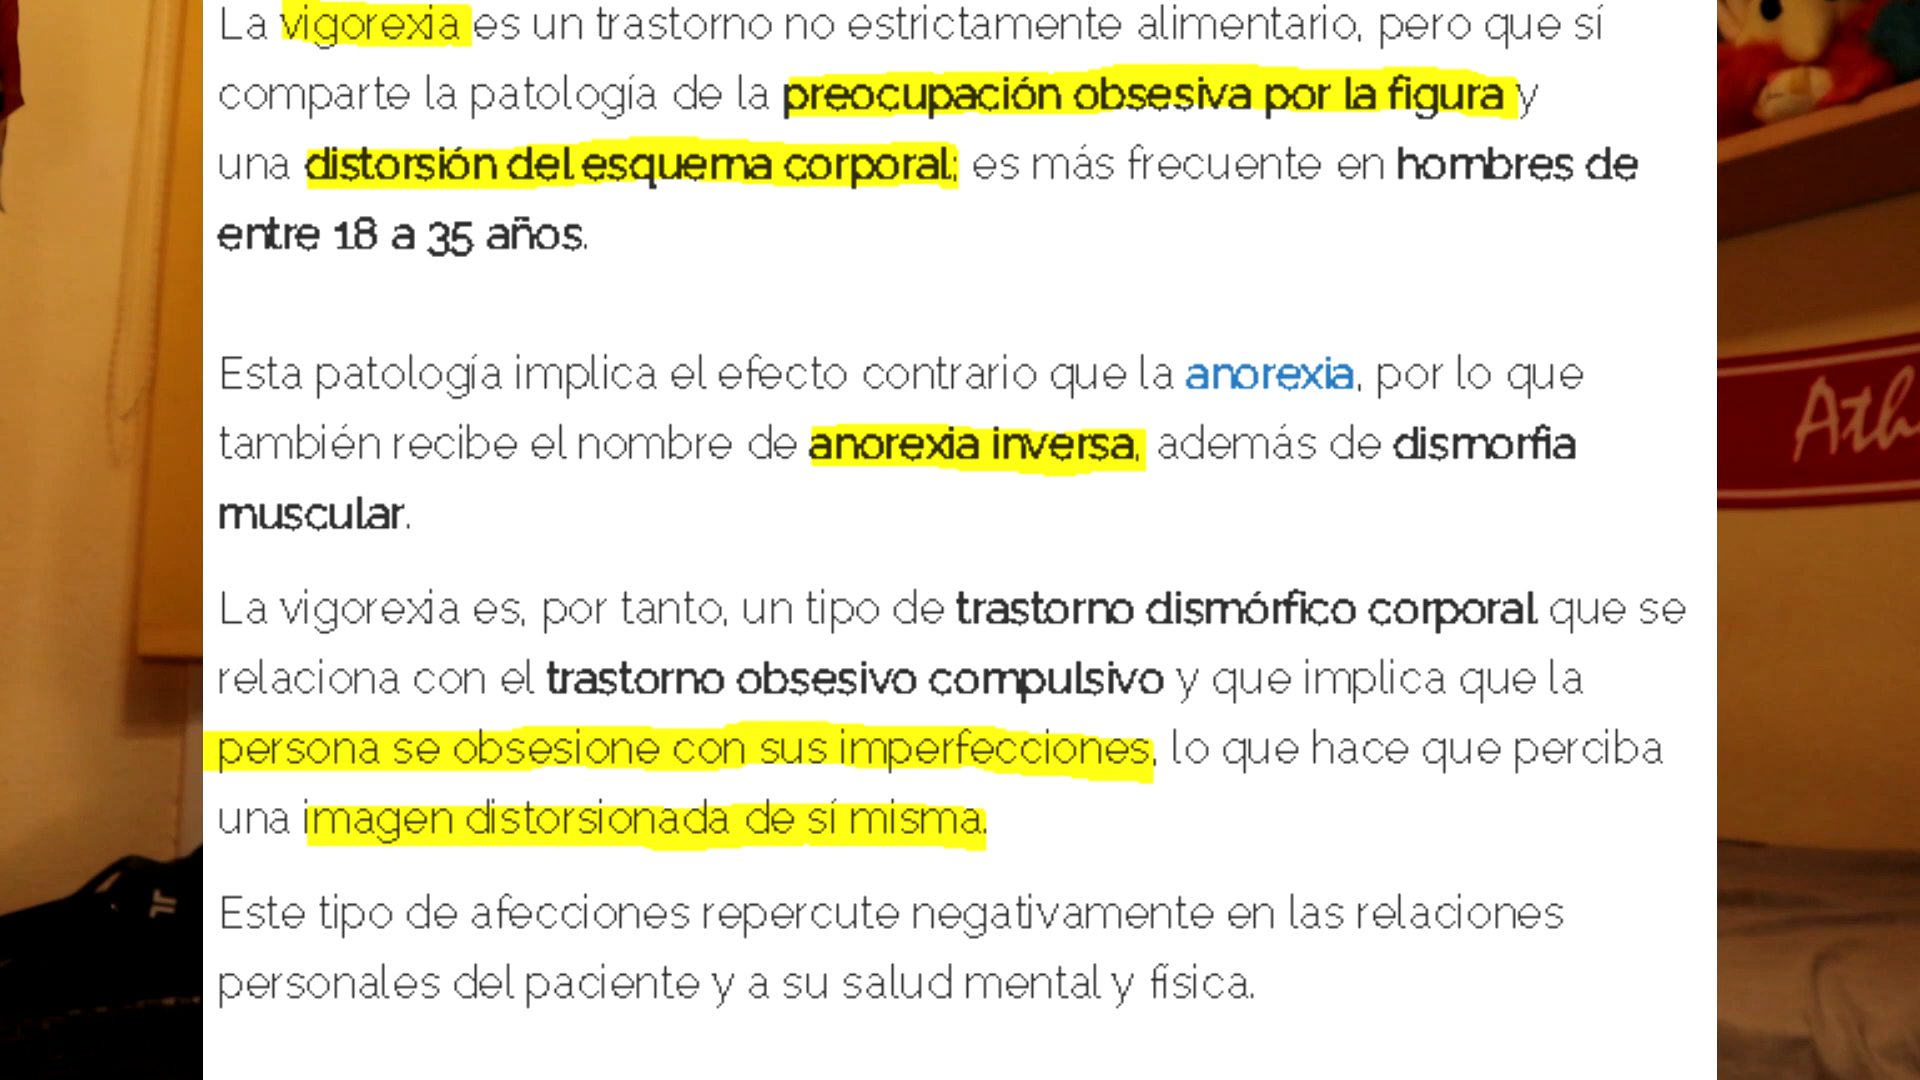 La vigorexia es un trastorno no estrictamente alimentario, pero que sí
comparte la patología de la preocupación obsesiva por la figura y
una distorsión del esquema corporal; es más frecuente en hombres de
entre 18 a 35 años.
Esta patología implica el efecto contrario que la anorexia, por lo que
también recibe el nombre de anorexia inversa, además de dismorfia
muscular.
La vigorexia es, por tanto, un tipo de trastorno dismórfico corporal que se
relaciona con el trastorno obsesivo compulsivo y que implica que la
persona se obsesione con sus imperfecciones, lo que hace que perciba
una imagen distorsionada de sí misma.
Este tipo de afecciones repercute negativamente en las relaciones
personales del paciente y a su salud mental y física.
Ath